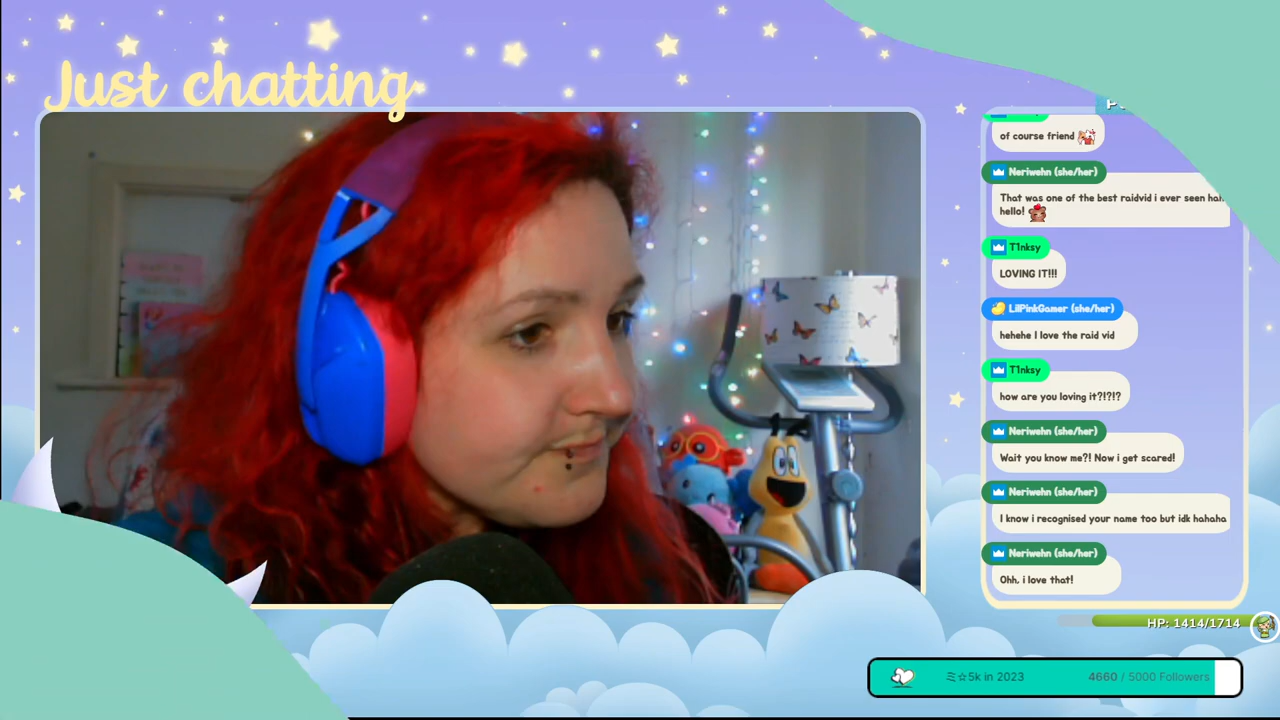 Just chatting
of course friend
Neriwehn (she/her)
That was one of the best raidvid i ever seen
hello!
T1nksy
LOVING IT!!!
LilPinkGamer (she/her)
hehehe I love the raid vid
T1nksy
how are you loving it?!?!?
Neriwehn (she/her)
Wait you know me?! Now i get scared!
Neriwehn (she/her)
I know i recognised your name too but idk hahaha
Neriwehn (she/her)
Ohh, i love that!
HP: 1414/1714
ミ☆5k in 2023
4660 / 5000 Followers